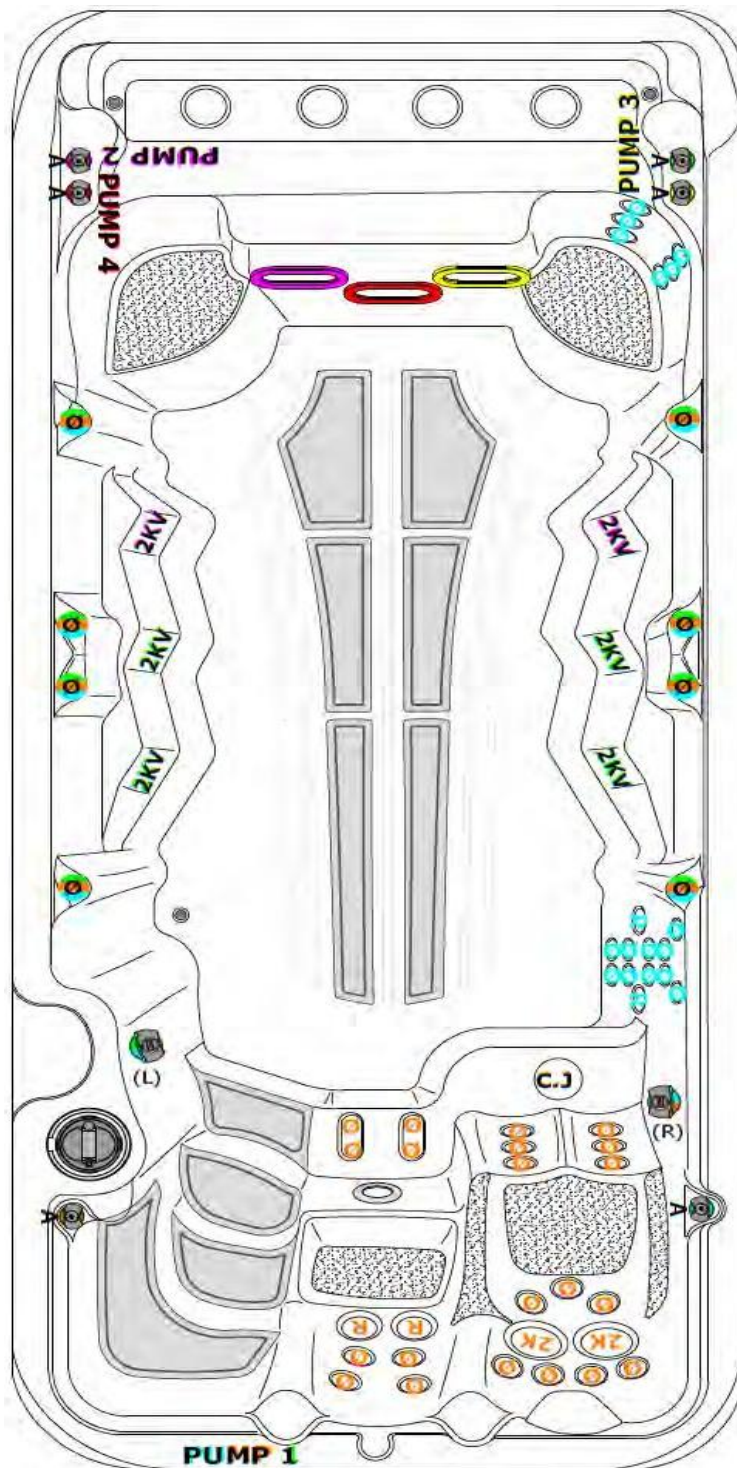 A PUMP 2
A PUMP 4
PUMP 3
A
A
2KV
2KV
2KV
2KV
2KV
2KV
(L)
C.J
(R)
A
A
R R
2K 2K
PUMP 1